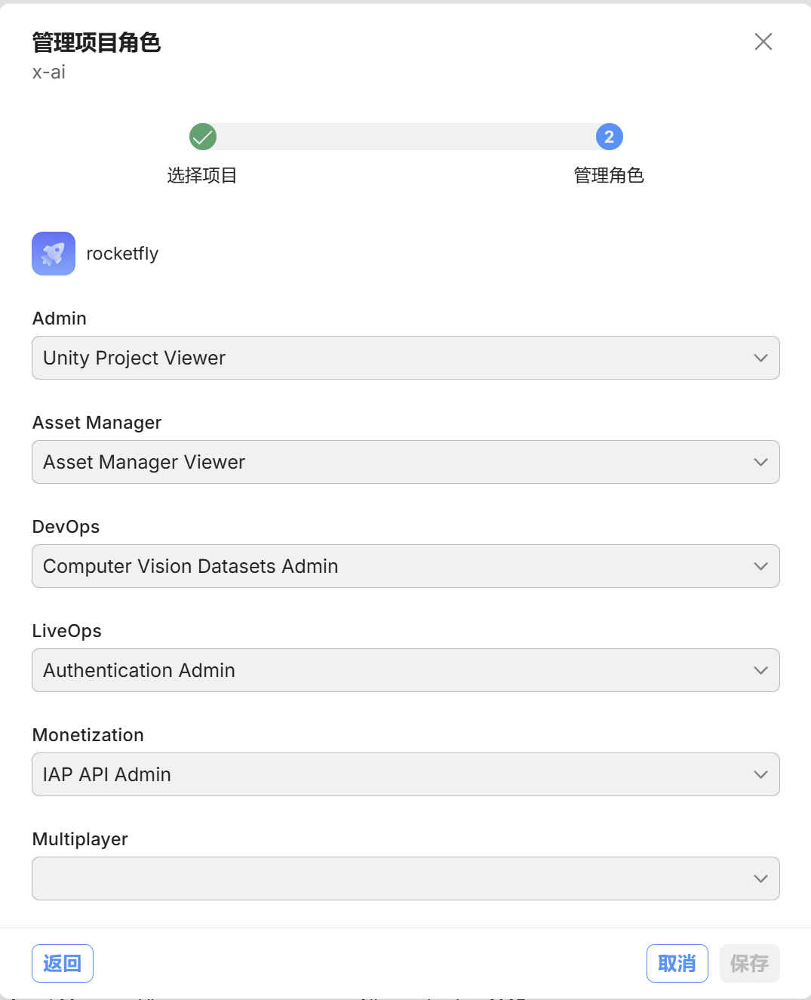 管理项目角色
x-ai
2
选择项目
管理角色
rocketfly
Admin
Unity Project Viewer
Asset Manager
Asset Manager Viewer
DevOps
Computer Vision Datasets Admin
LiveOps
Authentication Admin
Monetization
IAP API Admin
Multiplayer
返回
取消
保存